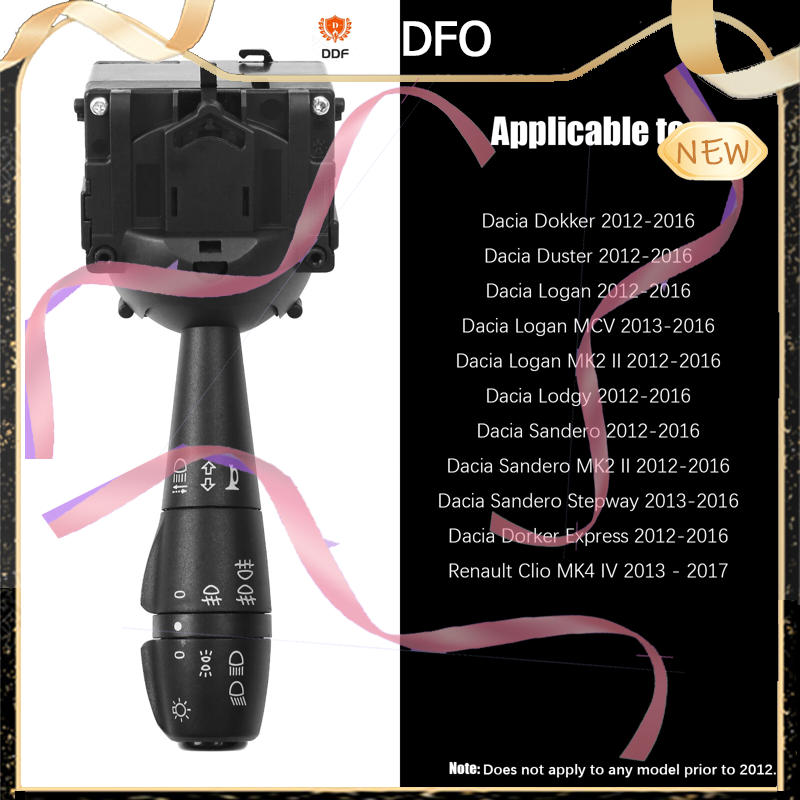 DDF
DFO
Applicable to
NEW
Dacia Dokker 2012-2016
Dacia Duster 2012-2016
Dacia Logan 2012-2016
Dacia Logan MCV 2013-2016
Dacia Logan MK2 II 2012-2016
Dacia Lodgy 2012-2016
Dacia Sandero 2012-2016
Dacia Sandero MK2 II 2012-2016
Dacia Sandero Stepway 2013-2016
Dacia Dorker Express 2012-2016
Renault Clio MK4 IV 2013 - 2017
0
0
Note: Does not apply to any model prior to 2012.